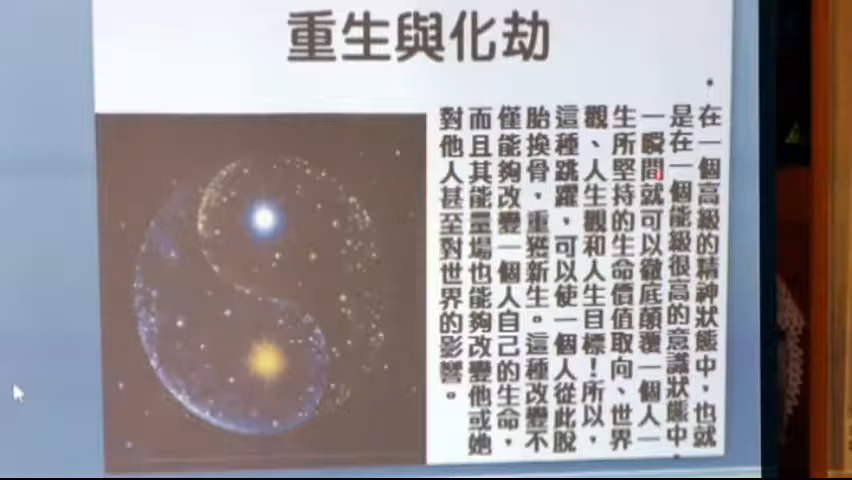 重生與化劫
• 在一個高級的精神狀態中，也就
是在一個能級很高的意識狀態中，
一瞬間就可以徹底顛覆一個人一
生所堅持的生命價值取向、世界
觀、人生觀和人生目標！所以，
這種跳躍，可以使一個人從此脫
胎換骨，重獲新生。這種改變不
僅能夠改變一個人自己的生命，
而且其能量場也能夠改變他或她
對他人甚至對世界的影響。